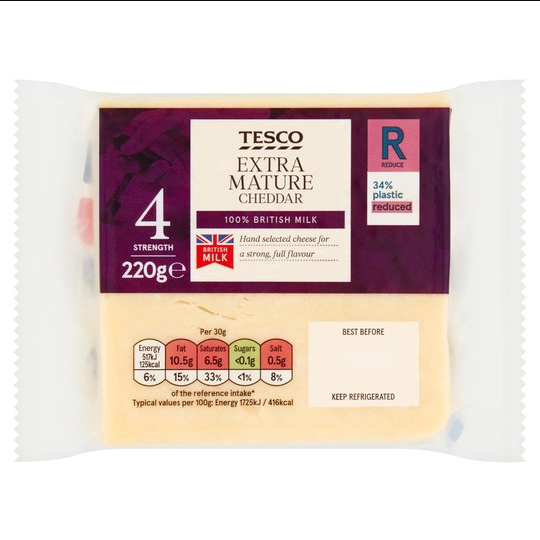 TESCO
EXTRA
MATURE
CHEDDAR
100% BRITISH MILK
BRITISH
MILK
Hand selected cheese for
a strong, full flavour
4
STRENGTH
220g℮
R
REDUCE
34%
plastic
reduced
Per 30g
Energy
517kJ
125kcal
6%
Fat
10.5g
15%
Saturates
6.5g
33%
Sugars
<0.1g
<1%
Salt
0.5g
8%
of the reference intake*
Typical values per 100g: Energy 1725kJ / 416kcal
BEST BEFORE
KEEP REFRIGERATED